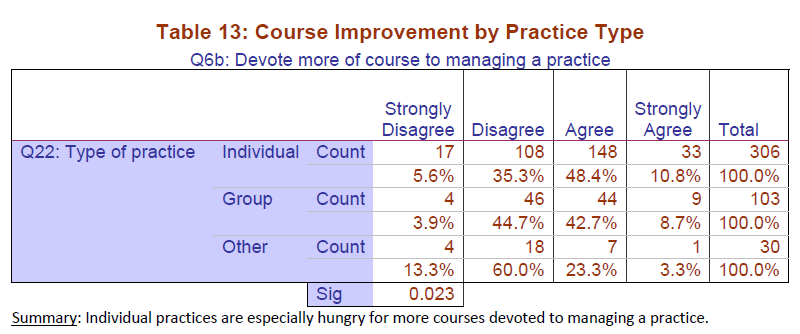 Table 13: Course Improvement by Practice Type
Q6b: Devote more of course to managing a practice
Strongly Disagree Disagree Agree Strongly Agree Total
Q22: Type of practice Individual Count 17 108 148 33 306
5.6% 35.3% 48.4% 10.8% 100.0%
Group Count 4 46 44 9 103
3.9% 44.7% 42.7% 8.7% 100.0%
Other Count 4 18 7 1 30
13.3% 60.0% 23.3% 3.3% 100.0%
Sig 0.023
Summary: Individual practices are especially hungry for more courses devoted to managing a practice.